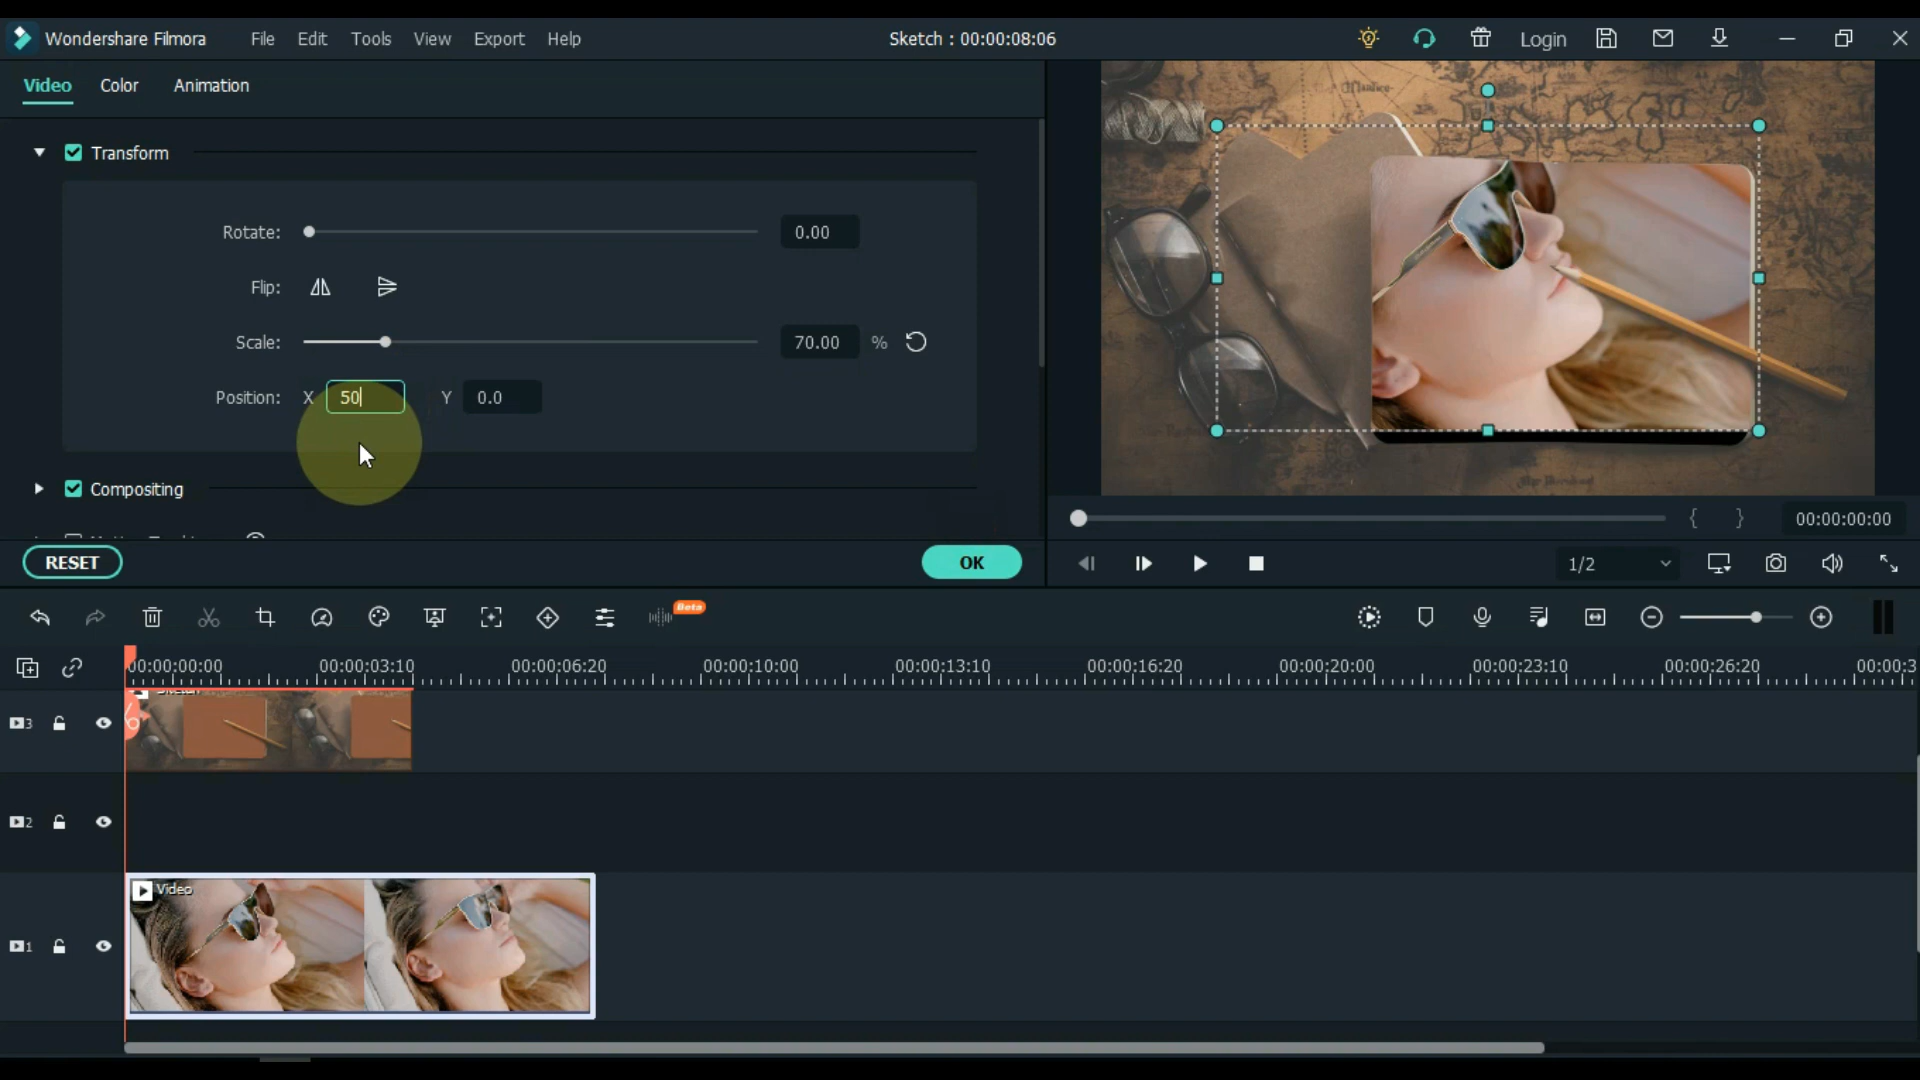 Wondershare Filmora File Edit Tools View Export Help Sketch : 00:00:08:06 Login
Video Color Animation
Transform
Rotate: 0.00
Flip:
Scale: 70.00 %
Position: X 50 Y 0.0
Compositing
00:00:00:00
RESET OK 1/2
Beta
00:00:00:00 00:00:03:10 00:00:06:20 00:00:10:00 00:00:13:10 00:00:16:20 00:00:20:00 00:00:23:10 00:00:26:20 00:00:3
3
2
Video
1